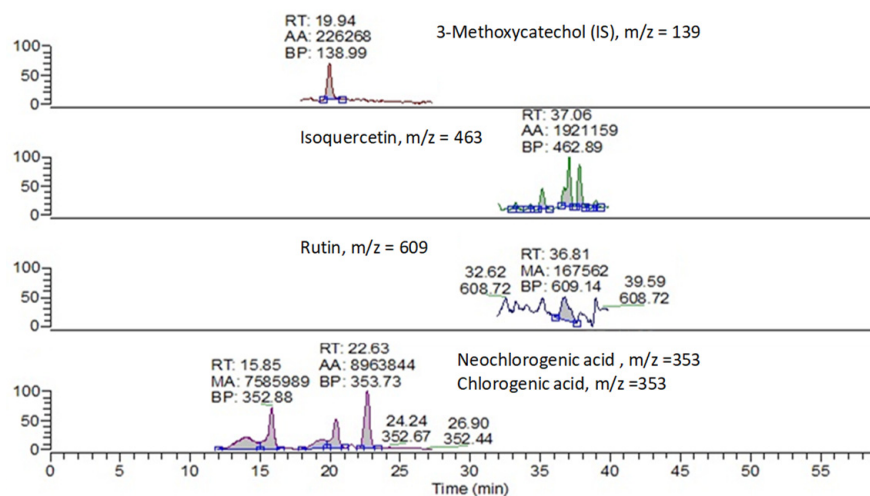 RT: 19.94
AA: 226268
BP: 138.99
3-Methoxycatechol (IS), m/z = 139
100
50
0
RT: 37.06
AA: 1921159
BP: 462.89
Isoquercetin, m/z = 463
100
50
0
Rutin, m/z = 609
RT: 36.81
MA: 167562
BP: 609.14
32.62
608.72
39.59
608.72
100
50
0
RT: 22.63
AA: 8963844
BP: 353.73
RT: 15.85
MA: 7585989
BP: 352.88
Neochlorogenic acid , m/z =353
Chlorogenic acid, m/z =353
24.24
352.67
26.90
352.44
100
50
0
0 5 10 15 20 25 30 35 40 45 50 55
Time (min)